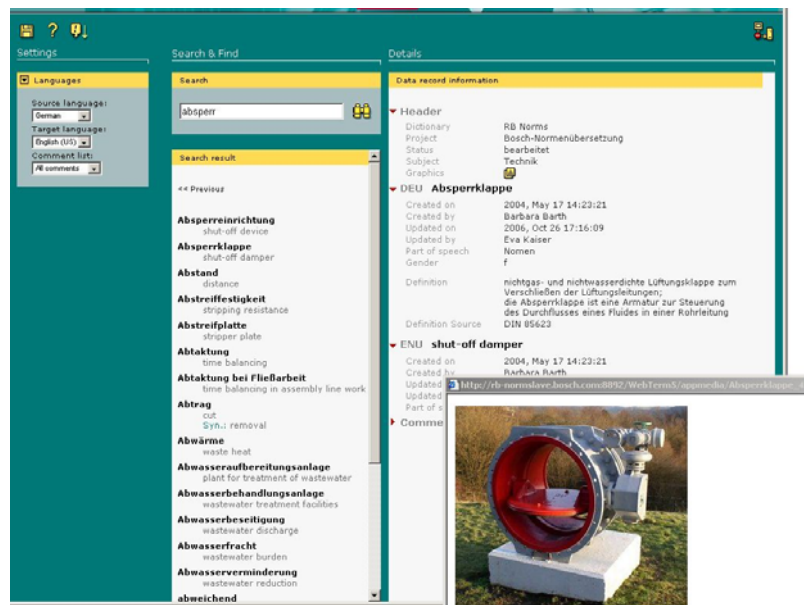 Settings
Languages
Source language:
German
Target language:
English (US)
Comment list:
All comments
Search & Find
Search
absperr
Search result
<< Previous
Absperreinrichtung
shut-off device
Absperrklappe
shut-off damper
Abstand
distance
Abstreiffestigkeit
stripping resistance
Abstreifplatte
stripper plate
Abtaktung
time balancing
Abtaktung bei Fließarbeit
time balancing in assembly line work
Abtrag
cut
Syn.: removal
Abwärme
waste heat
Abwasseraufbereitungsanlage
plant for treatment of wastewater
Abwasserbehandlungsanlage
wastewater treatment facilities
Abwasserbeseitigung
wastewater discharge
Abwasserfracht
wastewater burden
Abwasserverminderung
wastewater reduction
abweichend
Details
Data record information
Header
Dictionary RB Norms
Project Bosch-Normenübersetzung
Status bearbeitet
Subject Technik
Graphics
DEU Absperrklappe
Created on 2004, May 17 14:23:21
Created by Barbara Barth
Updated on 2006, Oct 26 17:16:09
Updated by Eva Kaiser
Part of speech Nomen
Gender f
Definition nichtgas- und nichtwasserdichte Lüftungsklappe zum
Verschließen der Lüftungsleitungen;
die Absperrklappe ist eine Armatur zur Steuerung
des Durchflusses eines Fluides in einer Rohrleitung
Definition Source DIN 85623
ENU shut-off damper
Created on 2004, May 17 14:23:21
Created by Barbara Barth
Updated
Updated
Part of s
Comme
http://rb-normslave.bosch.com:8892/WebTerm5/appmedia/Absperrklappe_4